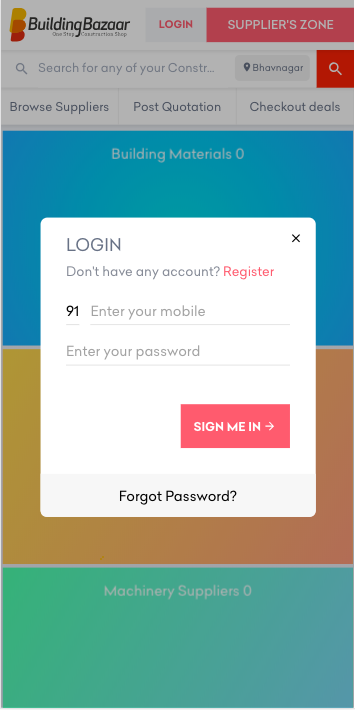 BuildingBazaar
One Stop Construction Shop
LOGIN
SUPPLIER'S ZONE
Search for any of your Constr...
Bhavnagar
Browse Suppliers
Post Quotation
Checkout deals
Building Materials 0
LOGIN
Don't have any account? Register
91 Enter your mobile
Enter your password
SIGN ME IN →
Forgot Password?
Machinery Suppliers 0